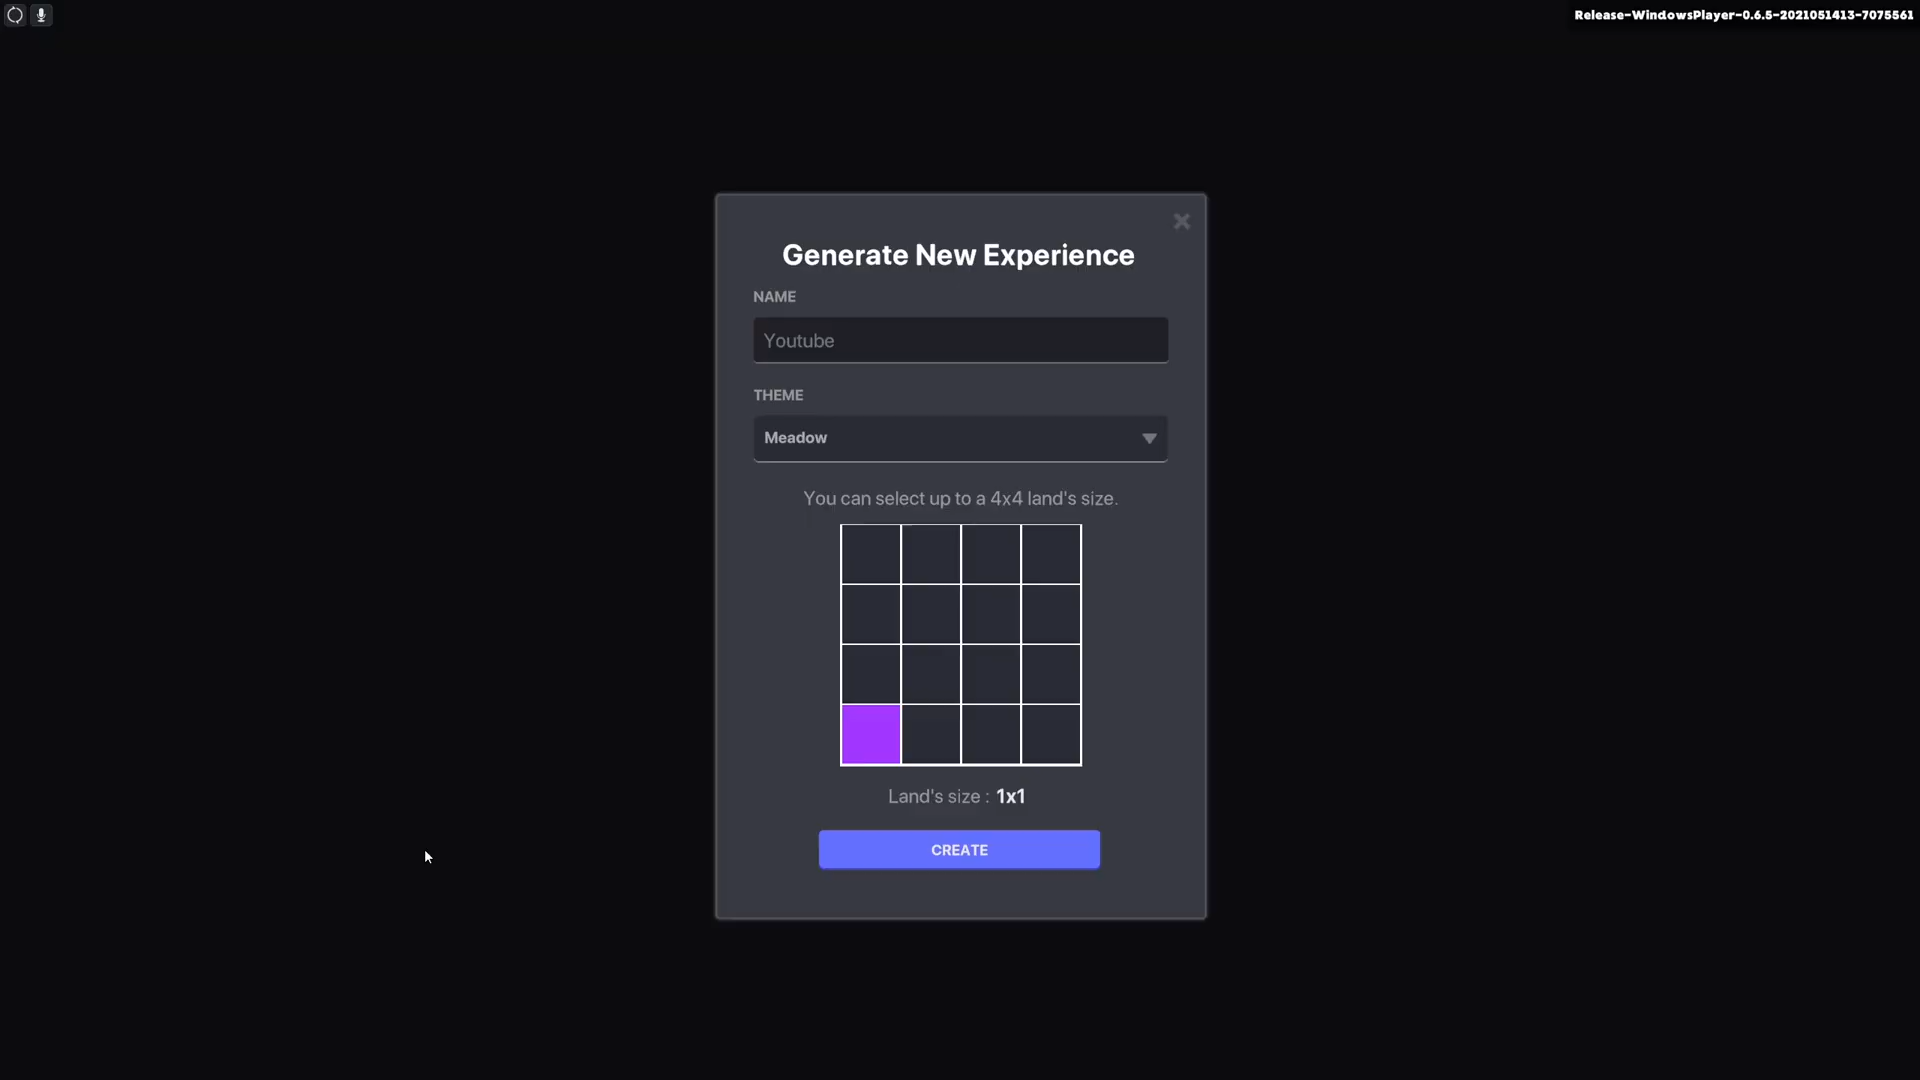 Release-WindowsPlayer-0.6.5-2021051413-7075561
Generate New Experience
NAME
Youtube
THEME
Meadow
You can select up to a 4x4 land's size.
Land's size : 1x1
CREATE